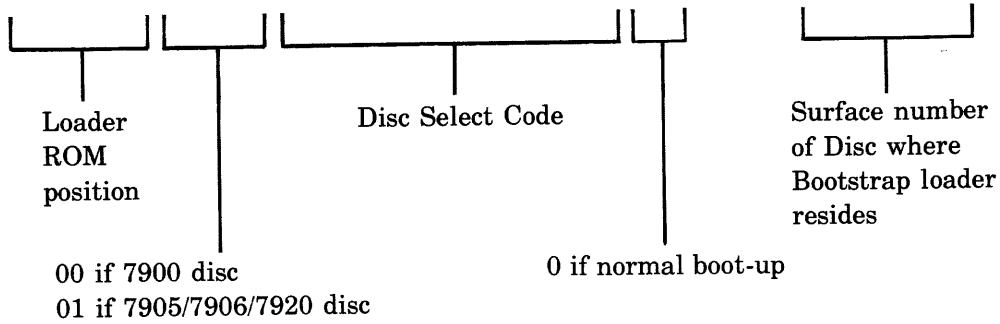 Loader
ROM
position
Disc Select Code
Surface number
of Disc where
Bootstrap loader
resides
00 if 7900 disc
01 if 7905/7906/7920 disc
0 if normal boot-up